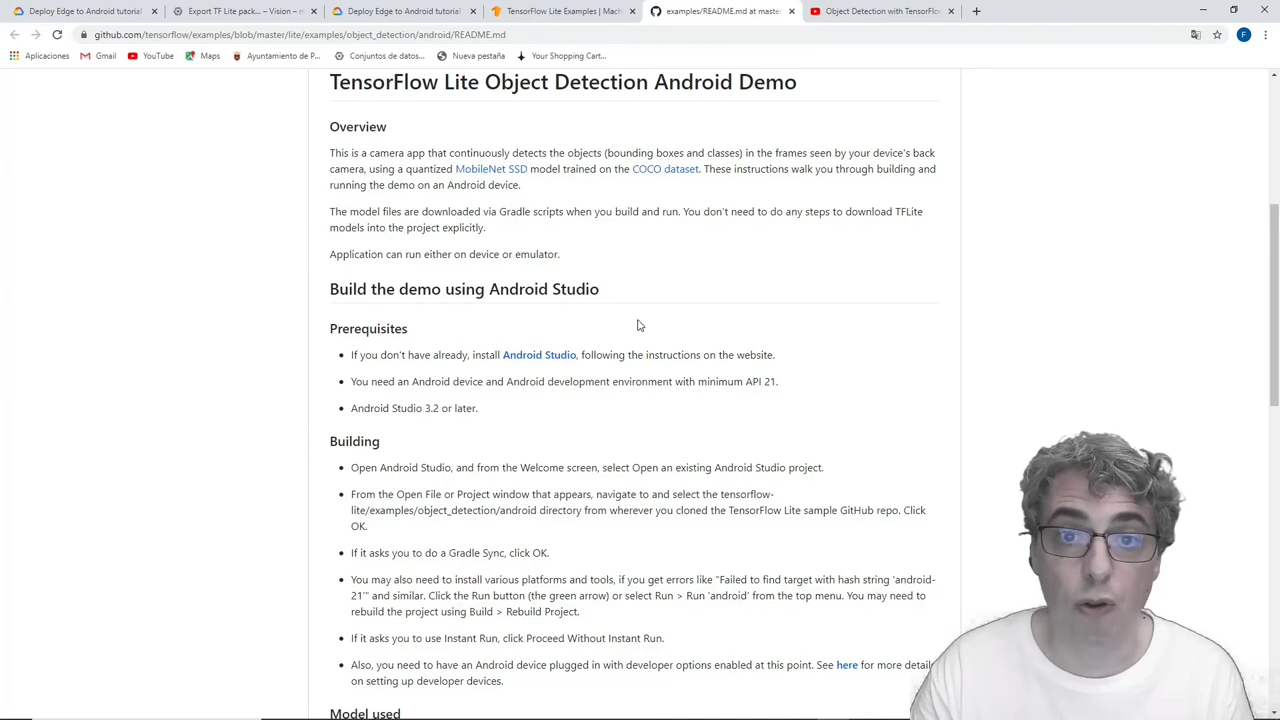 Deploy Edge to Android tutorial
Export TF Lite pack... – Vision – m
Deploy Edge to Android tutorial
TensorFlow Lite Examples | Mach
examples/README.md at master
Object Detection with TensorFlo
github.com/tensorflow/examples/blob/master/lite/examples/object_detection/android/README.md
F
Aplicaciones
Gmail
YouTube
Maps
Ayuntamiento de P...
Conjuntos de datos...
Nueva pestaña
Your Shopping Cart...
TensorFlow Lite Object Detection Android Demo
Overview
This is a camera app that continuously detects the objects (bounding boxes and classes) in the frames seen by your device's back
camera, using a quantized MobileNet SSD model trained on the COCO dataset. These instructions walk you through building and
running the demo on an Android device.
The model files are downloaded via Gradle scripts when you build and run. You don't need to do any steps to download TFLite
models into the project explicitly.
Application can run either on device or emulator.
Build the demo using Android Studio
Prerequisites
• If you don't have already, install Android Studio, following the instructions on the website.
• You need an Android device and Android development environment with minimum API 21.
• Android Studio 3.2 or later.
Building
• Open Android Studio, and from the Welcome screen, select Open an existing Android Studio project.
• From the Open File or Project window that appears, navigate to and select the tensorflow-
lite/examples/object_detection/android directory from wherever you cloned the TensorFlow Lite sample GitHub repo. Click
OK.
• If it asks you to do a Gradle Sync, click OK.
• You may also need to install various platforms and tools, if you get errors like "Failed to find target with hash string 'android-
21'" and similar. Click the Run button (the green arrow) or select Run > Run 'android' from the top menu. You may need to
rebuild the project using Build > Rebuild Project.
• If it asks you to use Instant Run, click Proceed Without Instant Run.
• Also, you need to have an Android device plugged in with developer options enabled at this point. See here for more detail
on setting up developer devices.
Model used